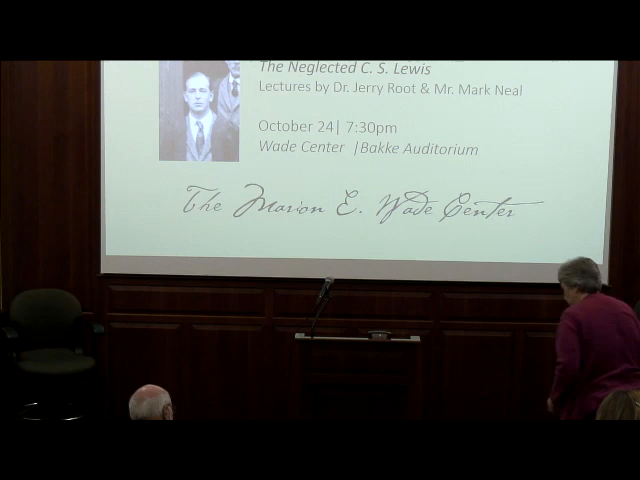 The Neglected C. S. Lewis
Lectures by Dr. Jerry Root & Mr. Mark Neal
October 24| 7:30pm
Wade Center |Bakke Auditorium
The Marion E. Wade Center